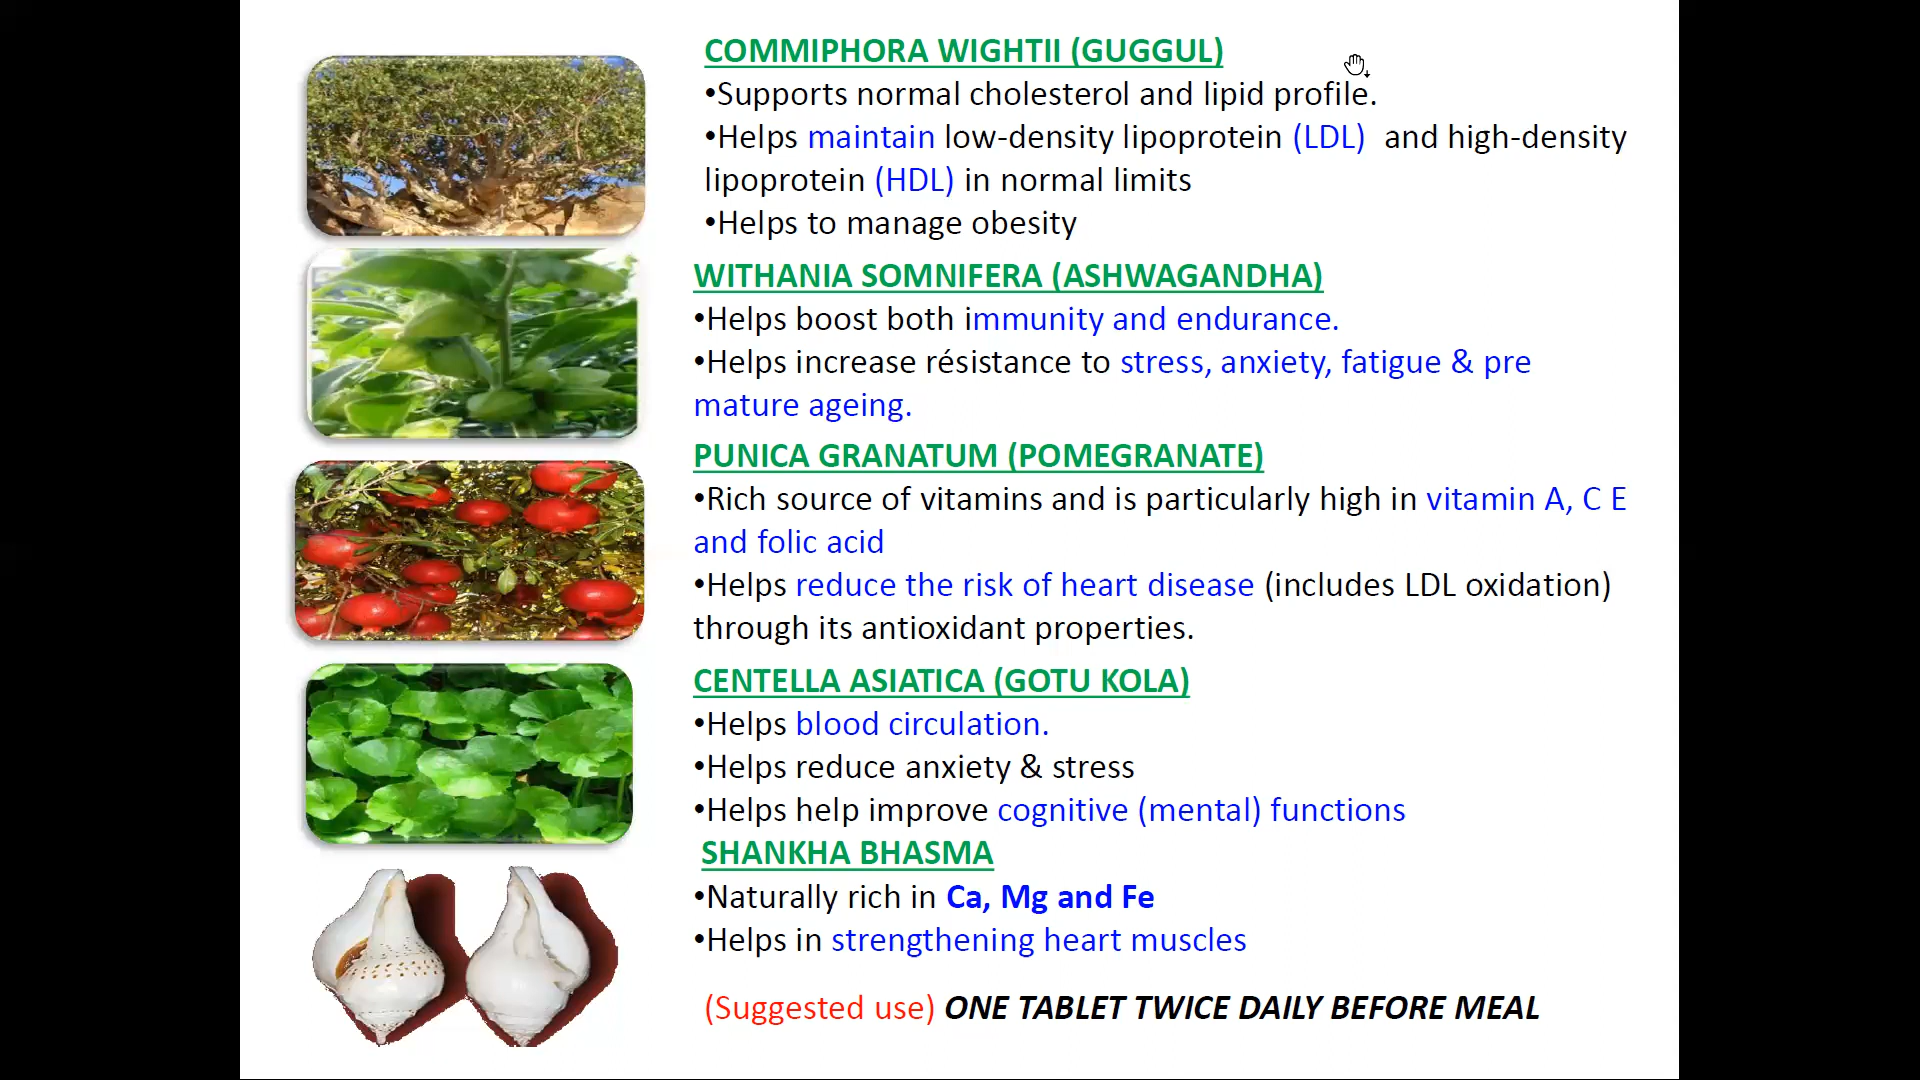 COMMIPHORA WIGHTII (GUGGUL)
•Supports normal cholesterol and lipid profile.
•Helps maintain low-density lipoprotein (LDL) and high-density
lipoprotein (HDL) in normal limits
•Helps to manage obesity
WITHANIA SOMNIFERA (ASHWAGANDHA)
•Helps boost both immunity and endurance.
•Helps increase résistance to stress, anxiety, fatigue & pre
mature ageing.
PUNICA GRANATUM (POMEGRANATE)
•Rich source of vitamins and is particularly high in vitamin A, C E
and folic acid
•Helps reduce the risk of heart disease (includes LDL oxidation)
through its antioxidant properties.
CENTELLA ASIATICA (GOTU KOLA)
•Helps blood circulation.
•Helps reduce anxiety & stress
•Helps help improve cognitive (mental) functions
SHANKHA BHASMA
•Naturally rich in Ca, Mg and Fe
•Helps in strengthening heart muscles
(Suggested use) ONE TABLET TWICE DAILY BEFORE MEAL